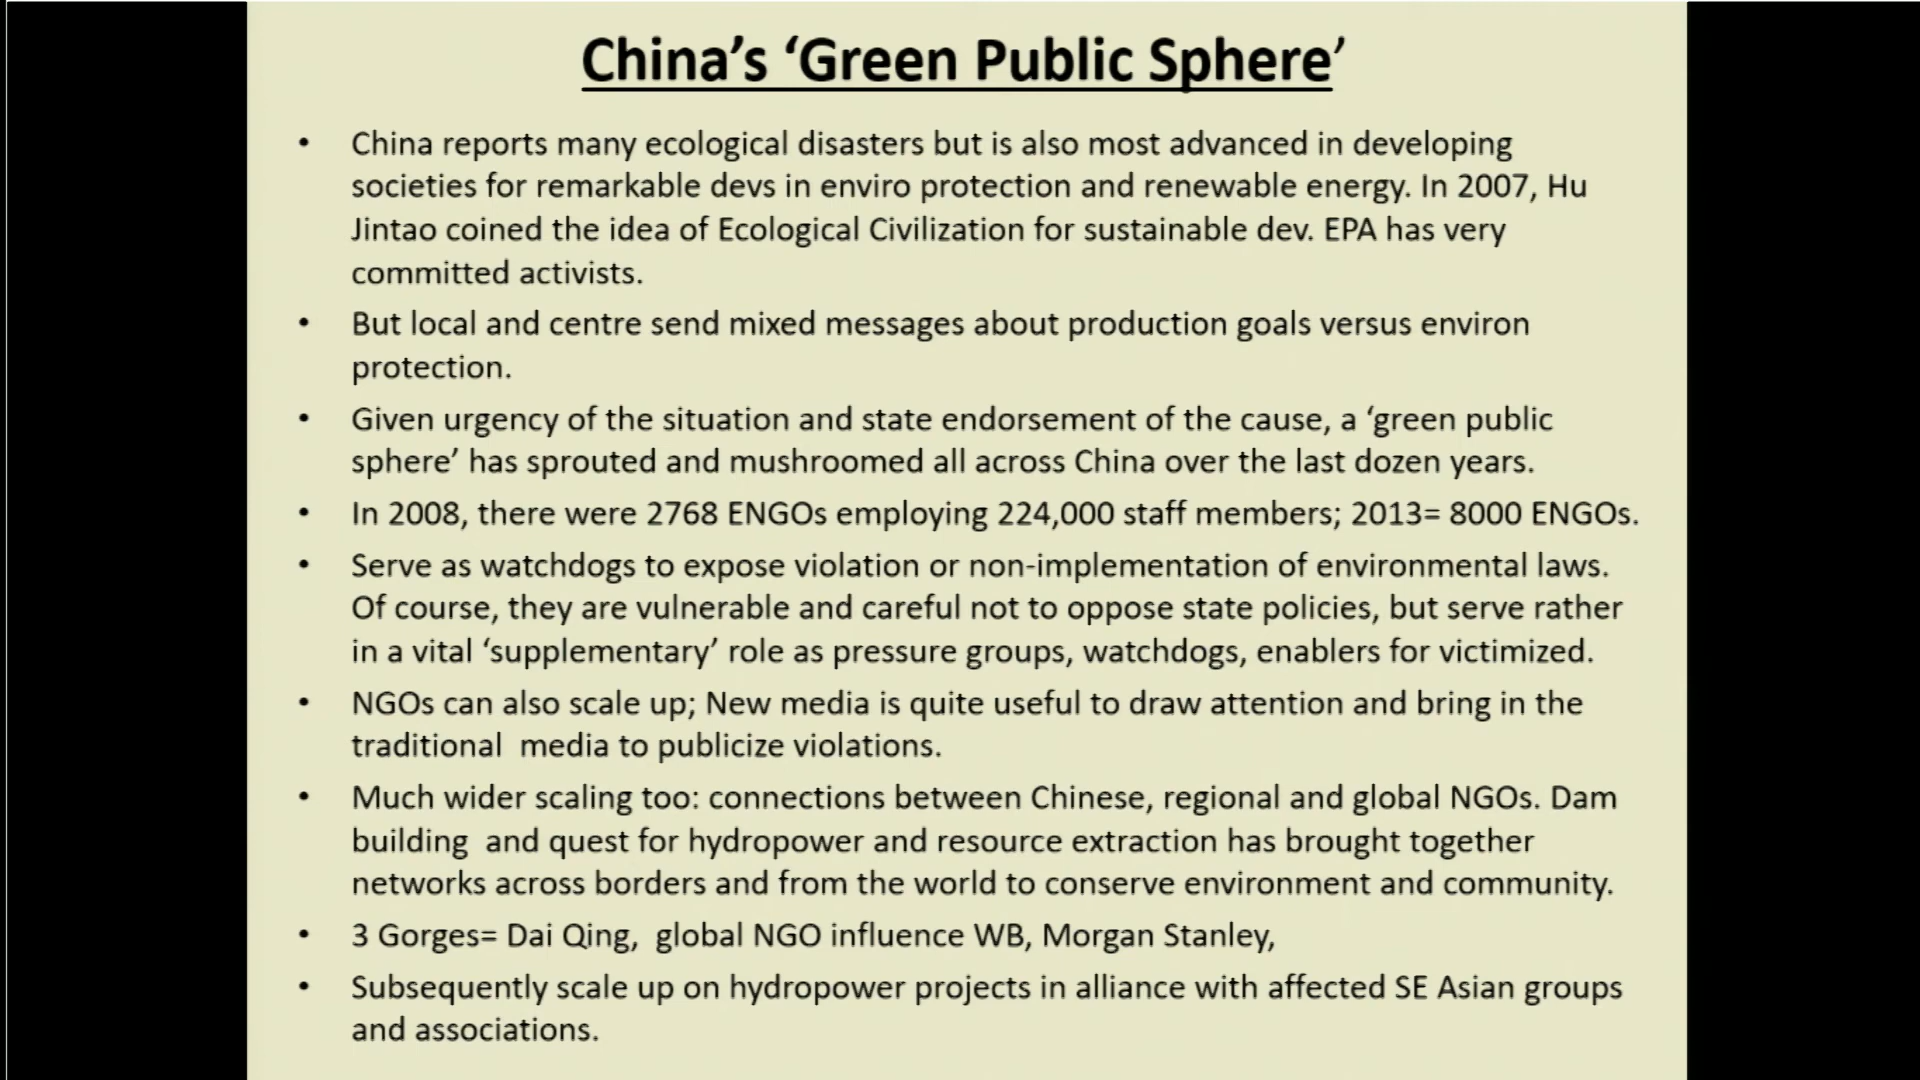 China’s ‘Green Public Sphere’
• China reports many ecological disasters but is also most advanced in developing
societies for remarkable devs in enviro protection and renewable energy. In 2007, Hu
Jintao coined the idea of Ecological Civilization for sustainable dev. EPA has very
committed activists.
• But local and centre send mixed messages about production goals versus environ
protection.
• Given urgency of the situation and state endorsement of the cause, a ‘green public
sphere’ has sprouted and mushroomed all across China over the last dozen years.
• In 2008, there were 2768 ENGOs employing 224,000 staff members; 2013= 8000 ENGOs.
• Serve as watchdogs to expose violation or non-implementation of environmental laws.
Of course, they are vulnerable and careful not to oppose state policies, but serve rather
in a vital ‘supplementary’ role as pressure groups, watchdogs, enablers for victimized.
• NGOs can also scale up; New media is quite useful to draw attention and bring in the
traditional  media to publicize violations.
• Much wider scaling too: connections between Chinese, regional and global NGOs. Dam
building  and quest for hydropower and resource extraction has brought together
networks across borders and from the world to conserve environment and community.
• 3 Gorges= Dai Qing,  global NGO influence WB, Morgan Stanley,
• Subsequently scale up on hydropower projects in alliance with affected SE Asian groups
and associations.